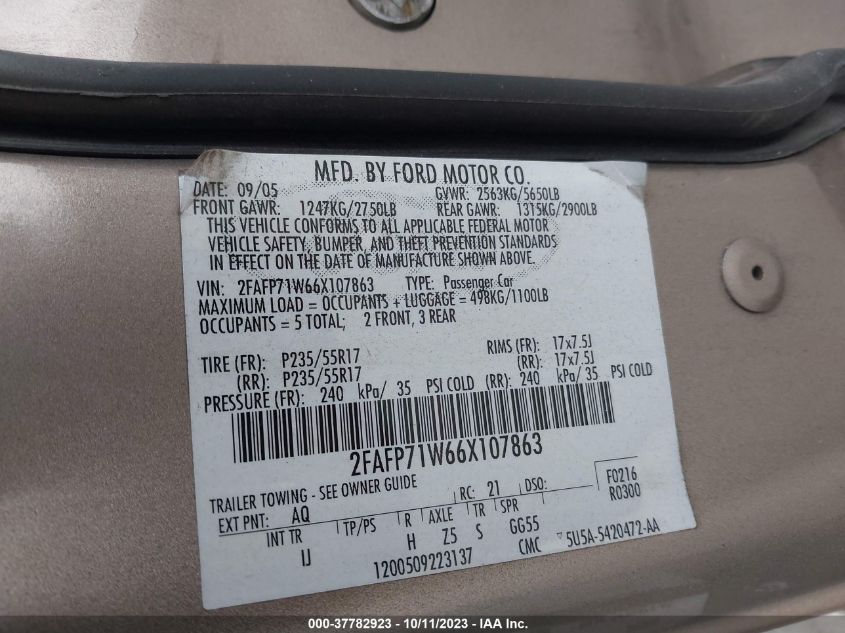 MFD. BY FORD MOTOR CO.
DATE: 09/05 GVWR: 2563KG/5650LB
FRONT GAWR: 1247KG/2750LB REAR GAWR: 1315KG/2900LB
THIS VEHICLE CONFORMS TO ALL APPLICABLE FEDERAL MOTOR
VEHICLE SAFETY, BUMPER, AND THEFT PREVENTION STANDARDS
IN EFFECT ON THE DATE OF MANUFACTURE SHOWN ABOVE.
VIN: 2FAFP71W66X107863 TYPE: Passenger Car
MAXIMUM LOAD = OCCUPANTS + LUGGAGE = 498KG/1100LB
OCCUPANTS = 5 TOTAL; 2 FRONT, 3 REAR
TIRE (FR): P235/55R17 RIMS (FR): 17x7.5J
(RR): P235/55R17 (RR): 17x7.5J
PRESSURE (FR): 240 kPa/ 35 PSI COLD (RR): 240 kPa/ 35 PSI COLD
2FAFP71W66X107863
TRAILER TOWING - SEE OWNER GUIDE
RC: 21 DSO: F0216
EXT PNT: AQ R0300
INT TR TP/PS R AXLE TR SPR
IJ H Z5 S GG55
1200509223137 CMC 5U5A-5420472-AA
000-37782923 - 10/11/2023 - IAA Inc.